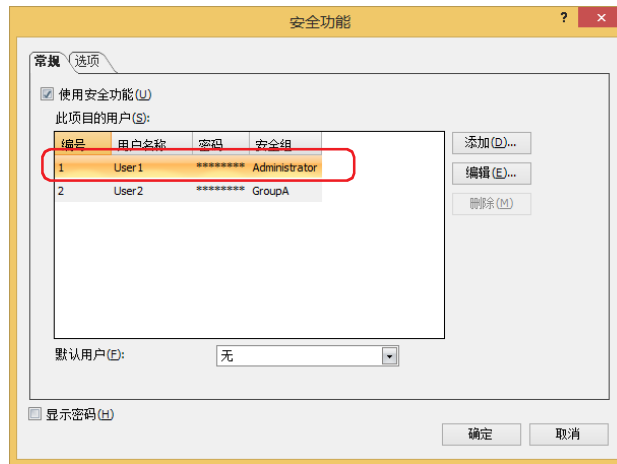 安全功能
? ×
常规 选项
使用安全功能(U)
此项目的用户(S):
编号 用户名称 密码 安全组
添加(D)...
1 User1 ******** Administrator
编辑(E)...
2 User2 ******** GroupA
删除(M)
默认用户(F): 无
显示密码(H)
确定 取消